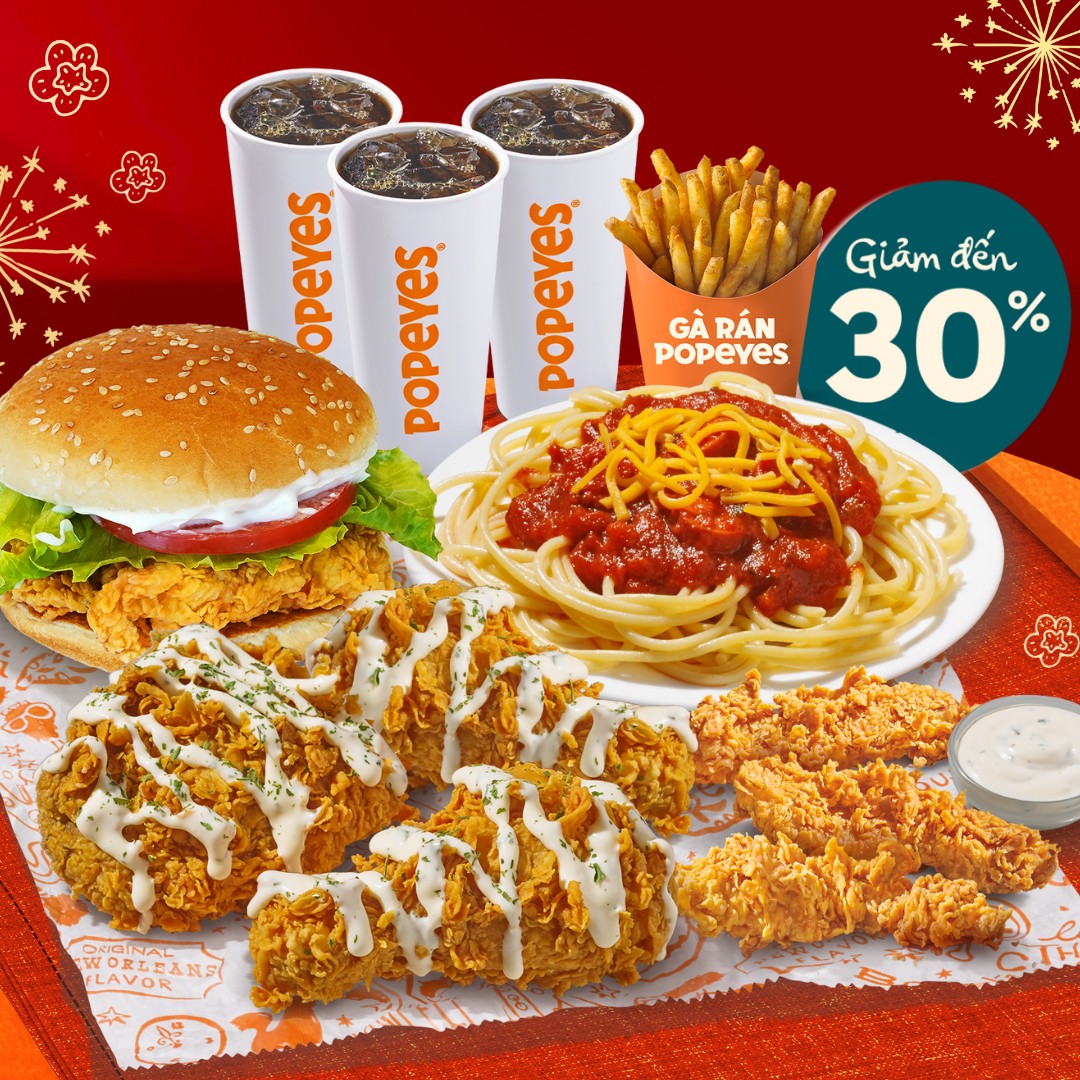 POPEYES
POPEYES
POPEYES
GÀ RÁN
POPEYES
Giảm đến
30%
ORIGINAL
NEW ORLEANS
FLAVOR